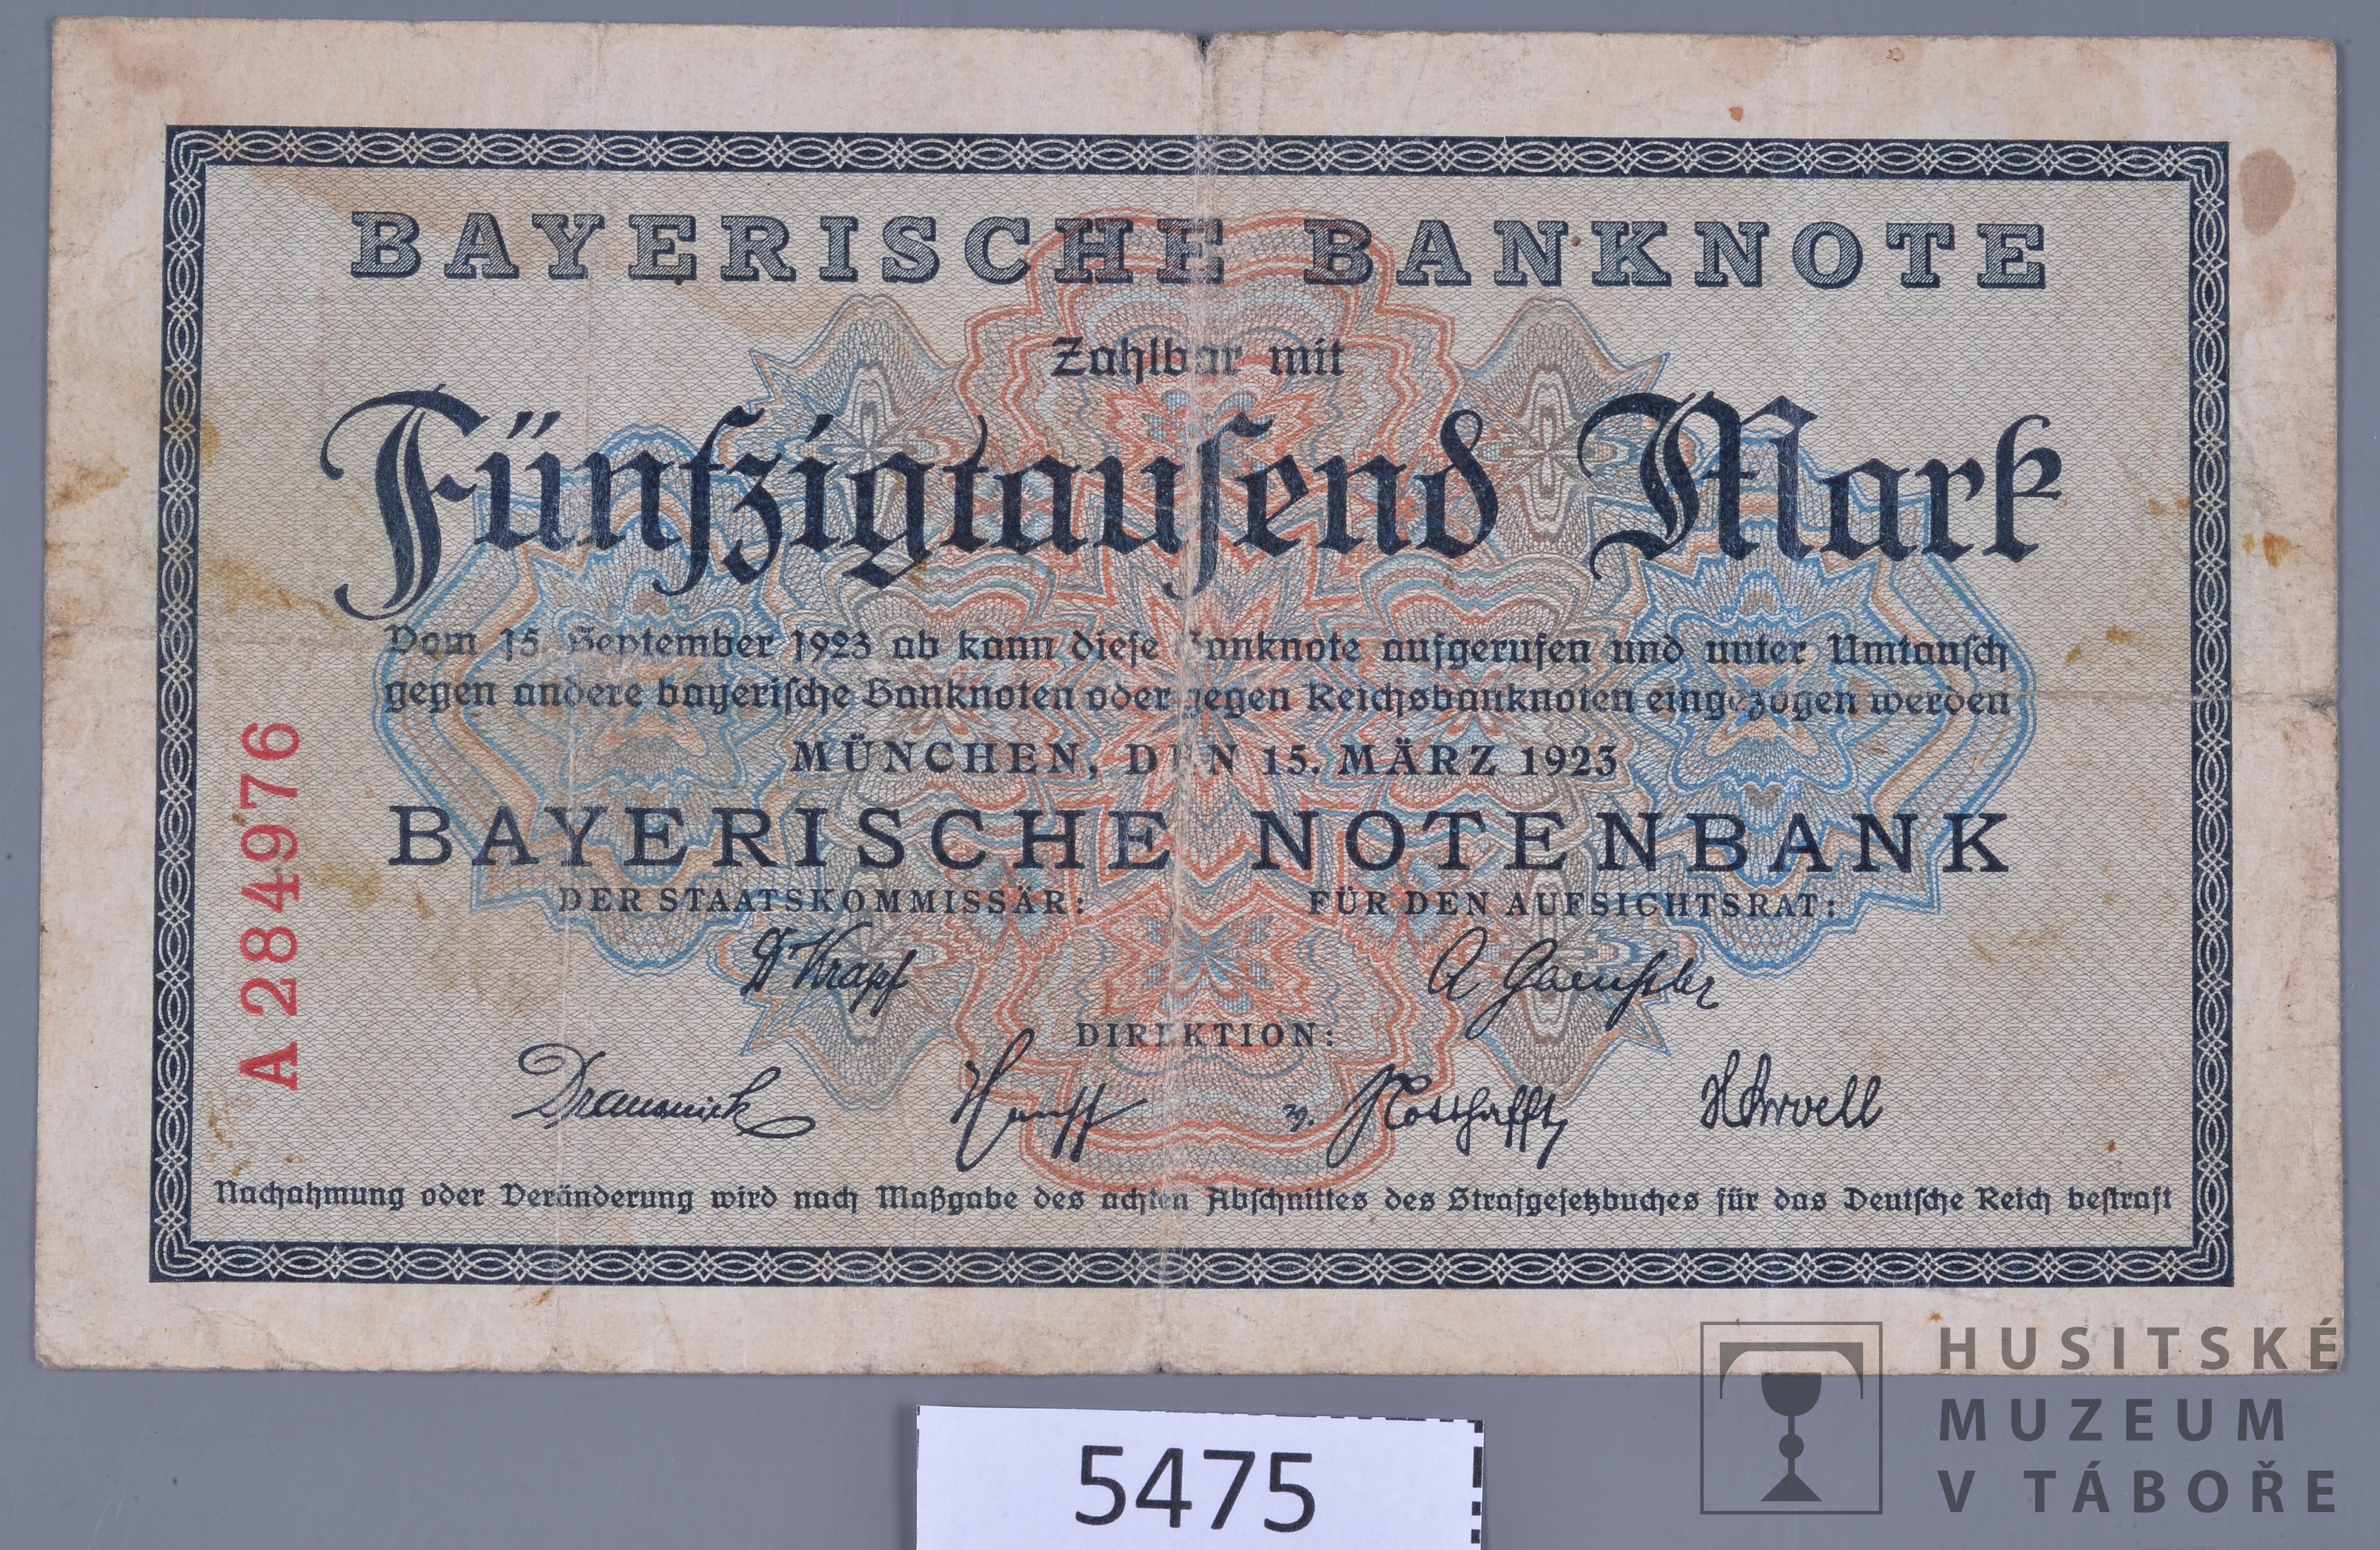 BAYERISCHE BANKNOTE
Zahlbar mit
Fünfzigtauſend Mark
Vom 15. September 1923 ab kann dieſe Banknote aufgerufen und unter Umtauſch
gegen andere bayeriſche Banknoten oder gegen Reichsbanknoten eingezogen werden
MÜNCHEN, DEN 15. MÄRZ 1923
BAYERISCHE NOTENBANK
DER STAATSKOMMISSÄR: FÜR DEN AUFSICHTSRAT:
Dr Krapf
DIREKTION:
A 284976
Nachahmung oder Veränderung wird nach Maßgabe des achten Abſchnittes des Strafgeſetzbuches für das Deutſche Reich beſtraft
5475
HUSITSKÉ
MUZEUM
V TÁBOŘE